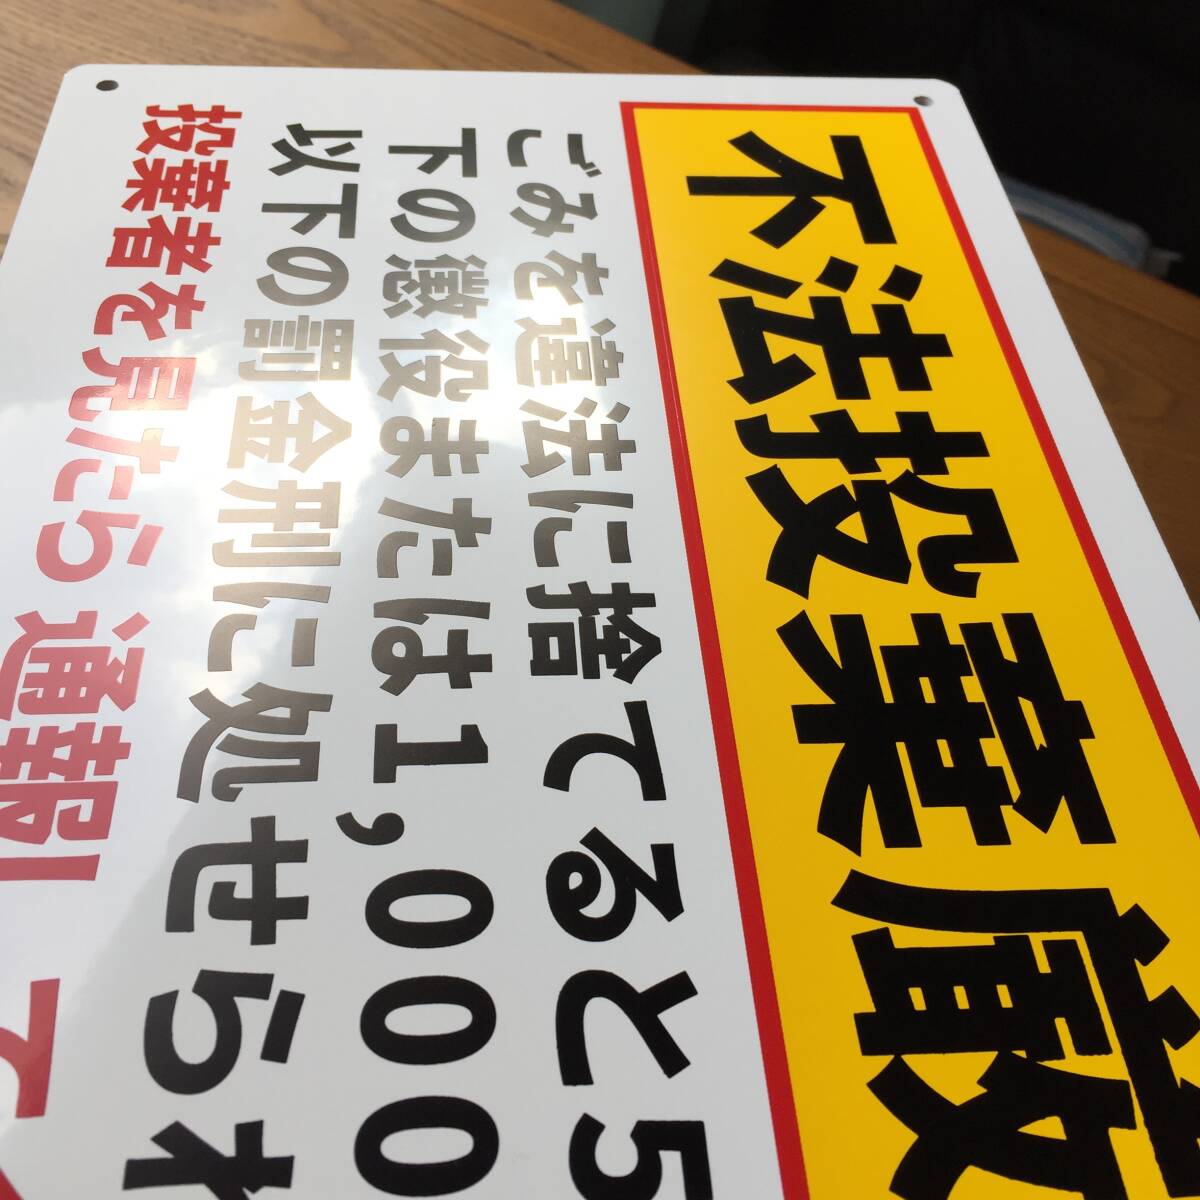 不法投棄厳
ごみを違法に捨てると5
下の懲役または1,000
以下の罰金刑に処せられ
投棄者を見たら通報!